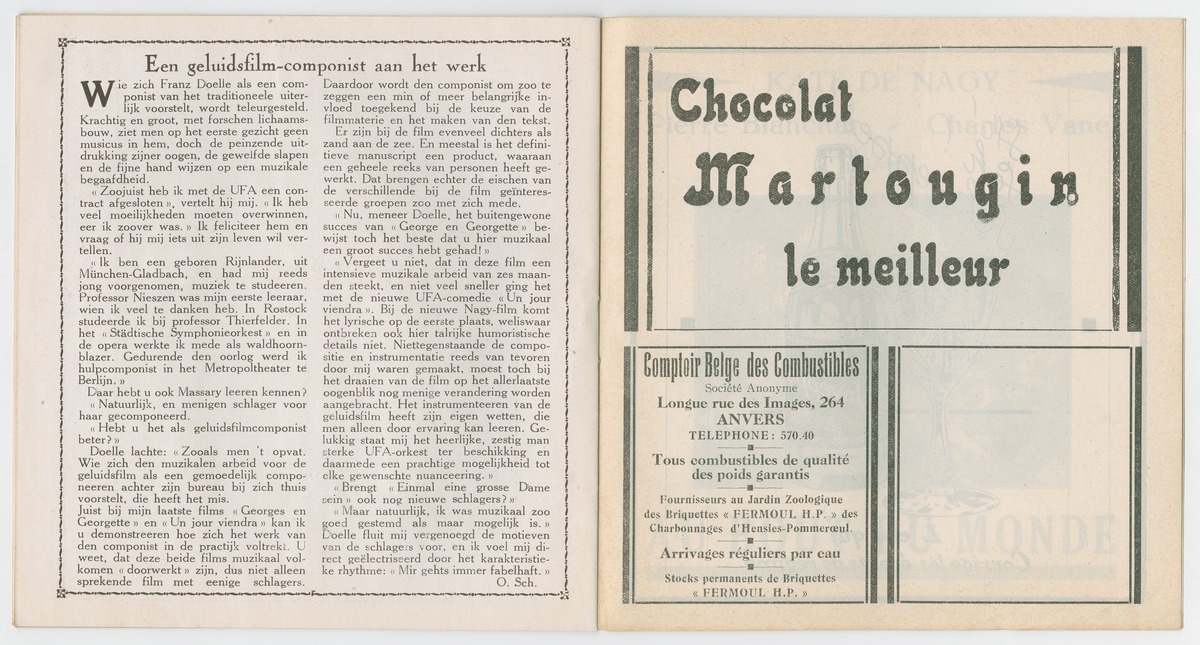 Een geluidsfilm-componist aan het werk
Wie zich Franz Doelle als een com-
ponist van het traditioneele uiter-
lijk voorstelt, wordt teleurgesteld.
Krachtig en groot, met forschen lichaams-
bouw, ziet men op het eerste gezicht geen
musicus in hem, doch de peinzende uit-
drukking zijner oogen, de gewelfde slapen
en de fijne hand wijzen op een muzikale
begaafdheid.
« Zoojuist heb ik met de UFA een con-
tract afgesloten », vertelt hij mij. « Ik heb
veel moeilijkheden moeten overwinnen,
eer ik zoover was. » Ik feliciteer hem en
vraag of hij mij iets uit zijn leven wil ver-
tellen.
« Ik ben een geboren Rijnlander, uit
München-Gladbach, en had mij reeds
jong voorgenomen, muziek te studeeren.
Professor Nieszen was mijn eerste leeraar,
wien ik veel te danken heb. In Rostock
studeerde ik bij professor Thierfelder. In
het « Städtische Symphonieorkest » en in
de opera werkte ik mede als waldhoorn-
blazer. Gedurende den oorlog werd ik
hulpcomponist in het Metropoltheater te
Berlijn. »
Daar hebt u ook Massary leeren kennen?
« Natuurlijk, en menigen schlager voor
haar gecomponeerd.
« Hebt u het als geluidsfilmcomponist
beter? »
Doelle lachte: « Zooals men 't opvat.
Wie zich den muzikalen arbeid voor de
geluidsfilm als een gemoedelijk compo-
neeren achter zijn bureau bij zich thuis
voorstelt, die heeft het mis.
Juist bij mijn laatste films « Georges en
Georgette » en « Un jour viendra » kan ik
u demonstreeren hoe zich het werk van
den componist in de practijk voltrekt. U
weet, dat deze beide films muzikaal vol-
komen « doorwerkt » zijn, dus niet alleen
sprekende film met eenige schlagers.
Daardoor wordt den componist om zoo te
zeggen een min of meer belangrijke in-
vloed toegekend bij de keuze van de
filmmaterie en het maken van den tekst.
Er zijn bij de film evenveel dichters als
zand aan de zee. En meestal is het defini-
tieve manuscript een product, waaraan
een geheele reeks van personen heeft ge-
werkt. Dat brengen echter de eischen van
de verschillende bij de film geïnteres-
seerde groepen zoo met zich mede.
« Nu, meneer Doelle, het buitengewone
succes van « George en Georgette » be-
wijst toch het beste dat u hier muzikaal
een groot succes hebt gehad! »
« Vergeet u niet, dat in deze film een
intensieve muzikale arbeid van zes maan-
den steekt, en niet veel sneller ging het
met de nieuwe UFA-comedie « Un jour
viendra ». Bij de nieuwe Nagy-film komt
het lyrische op de eerste plaats, weliswaar
ontbreken ook hier talrijke humoristische
details niet. Niettegenstaande de compo-
sitie en instrumentatie reeds van tevoren
door mij waren gemaakt, moest toch bij
het draaien van de film op het allerlaatste
oogenblik nog menige verandering worden
aangebracht. Het instrumenteeren van de
geluidsfilm heeft zijn eigen wetten, die
men alleen door ervaring kan leeren. Ge-
lukkig staat mij het heerlijke, zestig man
sterke UFA-orkest ter beschikking en
daarmede een prachtige mogelijkheid tot
elke gewenschte nuanceering. »
« Brengt « Einmal eine grosse Dame
sein » ook nog nieuwe schlagers? »
« Maar natuurlijk, ik was muzikaal zoo
goed gestemd als maar mogelijk is. »
Doelle fluit mij vergenoegd de motieven
van de schlagers voor, en ik voel mij di-
rect geëlectriseerd door het karakteristie-
ke rhythme: « Mir gehts immer fabelhaft. »
O. Sch.
Chocolat
Martougin
le meilleur
Comptoir Belge des Combustibles
Société Anonyme
Longue rue des Images, 264
ANVERS
TELEPHONE: 570.40
Tous combustibles de qualité
des poids garantis
Fournisseurs au Jardin Zoologique
des Briquettes « FERMOUL H.P. » des
Charbonnages d'Hensies-Pommerœul.
Arrivages réguliers par eau
Stocks permanents de Briquettes
« FERMOUL H.P. »